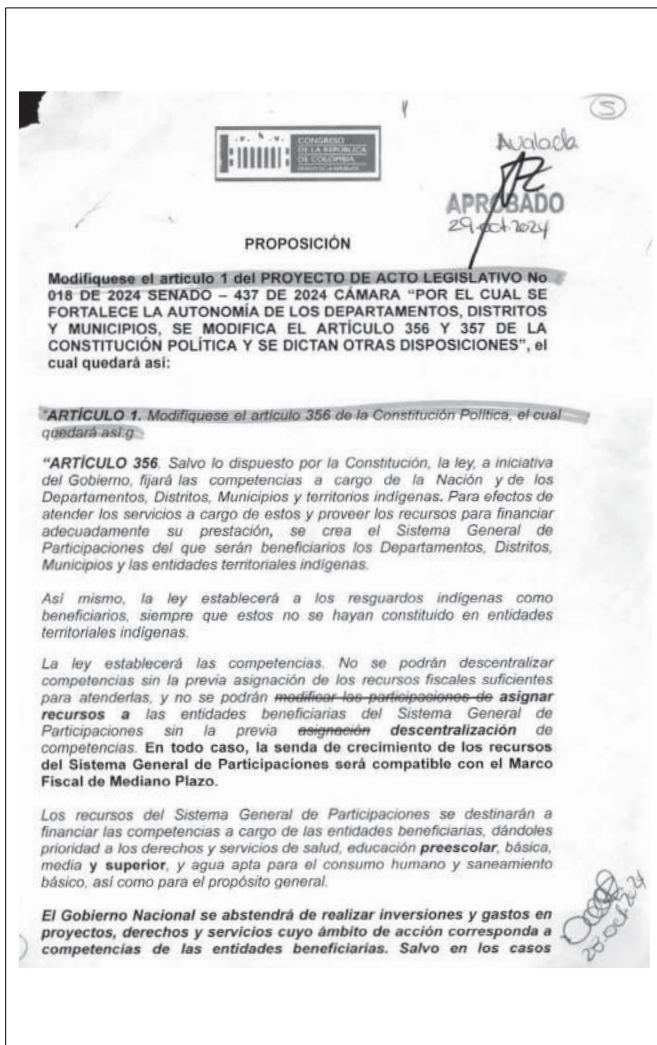 5
Avalada
CONGRESO
DE LA REPÚBLICA
DE COLOMBIA
APROBADO
29 oct 2024
PROPOSICIÓN
Modifíquese el artículo 1 del PROYECTO DE ACTO LEGISLATIVO No
018 DE 2024 SENADO – 437 DE 2024 CÁMARA “POR EL CUAL SE
FORTALECE LA AUTONOMÍA DE LOS DEPARTAMENTOS, DISTRITOS
Y MUNICIPIOS, SE MODIFICA EL ARTÍCULO 356 Y 357 DE LA
CONSTITUCIÓN POLÍTICA Y SE DICTAN OTRAS DISPOSICIONES”, el
cual quedará así:
“ARTÍCULO 1. Modifíquese el artículo 356 de la Constitución Política, el cual
quedará así:g
“ARTÍCULO 356. Salvo lo dispuesto por la Constitución, la ley, a iniciativa
del Gobierno, fijará las competencias a cargo de la Nación y de los
Departamentos, Distritos, Municipios y territorios indígenas. Para efectos de
atender los servicios a cargo de estos y proveer los recursos para financiar
adecuadamente su prestación, se crea el Sistema General de
Participaciones del que serán beneficiarios los Departamentos, Distritos,
Municipios y las entidades territoriales indígenas.
Así mismo, la ley establecerá a los resguardos indígenas como
beneficiarios, siempre que estos no se hayan constituido en entidades
territoriales indígenas.
La ley establecerá las competencias. No se podrán descentralizar
competencias sin la previa asignación de los recursos fiscales suficientes
para atenderlas, y no se podrán modificar las participaciones de asignar
recursos a las entidades beneficiarias del Sistema General de
Participaciones sin la previa asignación descentralización de
competencias. En todo caso, la senda de crecimiento de los recursos
del Sistema General de Participaciones será compatible con el Marco
Fiscal de Mediano Plazo.
Los recursos del Sistema General de Participaciones se destinarán a
financiar las competencias a cargo de las entidades beneficiarias, dándoles
prioridad a los derechos y servicios de salud, educación preescolar, básica,
media y superior, y agua apta para el consumo humano y saneamiento
básico, así como para el propósito general.
El Gobierno Nacional se abstendrá de realizar inversiones y gastos en
proyectos, derechos y servicios cuyo ámbito de acción corresponda a
competencias de las entidades beneficiarias. Salvo en los casos
28-oct-2024